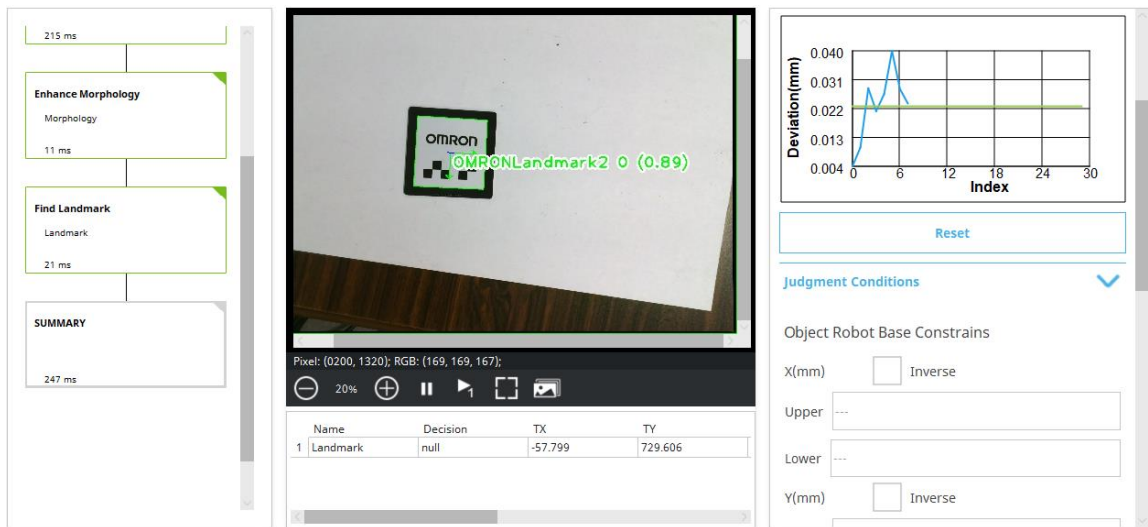 215 ms
Enhance Morphology
Morphology
11 ms
Find Landmark
Landmark
21 ms
SUMMARY
247 ms
OMRON
OMRONLandmark2 0 (0.89)
Pixel: (0200, 1320); RGB: (169, 169, 167);
20%
1
Name Decision TX TY
1 Landmark null -57.799 729.606
Deviation(mm)
0.040
0.031
0.022
0.013
0.004
0 6 12 18 24 30
Index
Reset
Judgment Conditions
Object Robot Base Constrains
X(mm) Inverse
Upper ---
Lower ---
Y(mm) Inverse